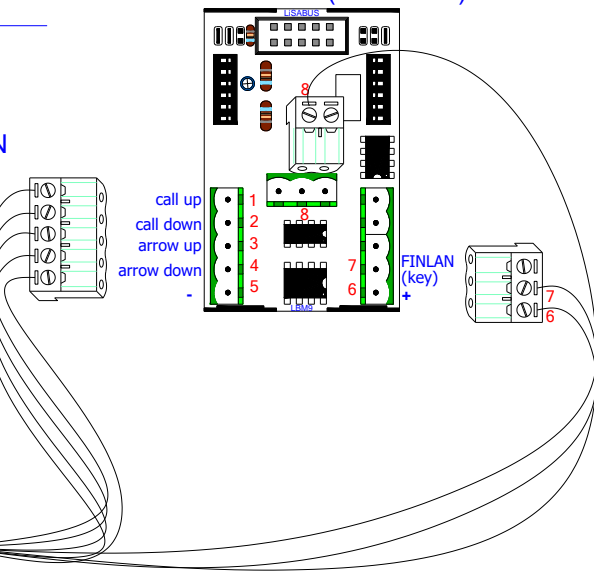 LiSABUS
8
N
call up 1
call down 2
arrow up 3
arrow down 4
- 5
8
7 FINLAN
(key)
6 +
LBM9
7
6